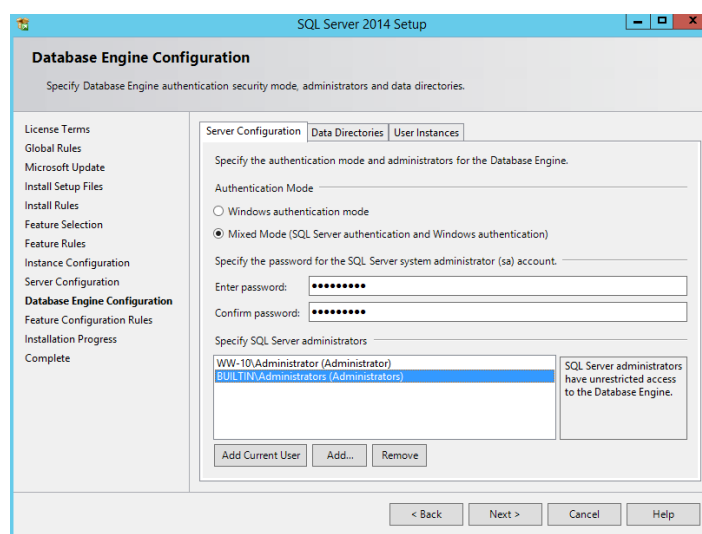 SQL Server 2014 Setup
Database Engine Configuration
Specify Database Engine authentication security mode, administrators and data directories.
License Terms
Global Rules
Microsoft Update
Install Setup Files
Install Rules
Feature Selection
Feature Rules
Instance Configuration
Server Configuration
Database Engine Configuration
Feature Configuration Rules
Installation Progress
Complete
Server Configuration Data Directories User Instances
Specify the authentication mode and administrators for the Database Engine.
Authentication Mode
Windows authentication mode
Mixed Mode (SQL Server authentication and Windows authentication)
Specify the password for the SQL Server system administrator (sa) account.
Enter password: ●●●●●●●●●
Confirm password: ●●●●●●●●●
Specify SQL Server administrators
WW-10\Administrator (Administrator)
BUILTIN\Administrators (Administrators)
SQL Server administrators
have unrestricted access
to the Database Engine.
Add Current User Add... Remove
< Back Next > Cancel Help